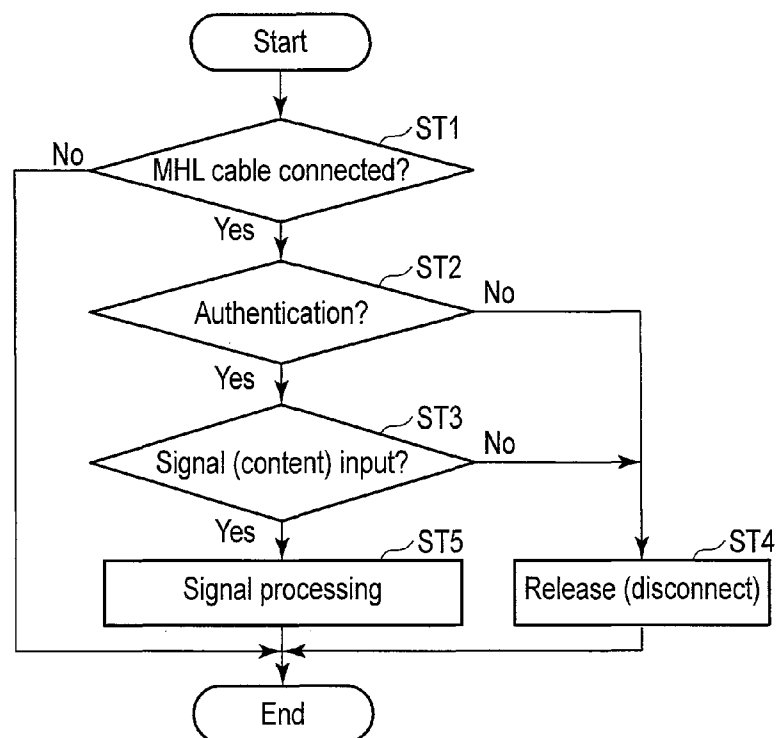 Start
ST1
No
MHL cable connected?
Yes
ST2
No
Authentication?
Yes
ST3
No
Signal (content) input?
Yes
ST5
ST4
Signal processing
Release (disconnect)
End